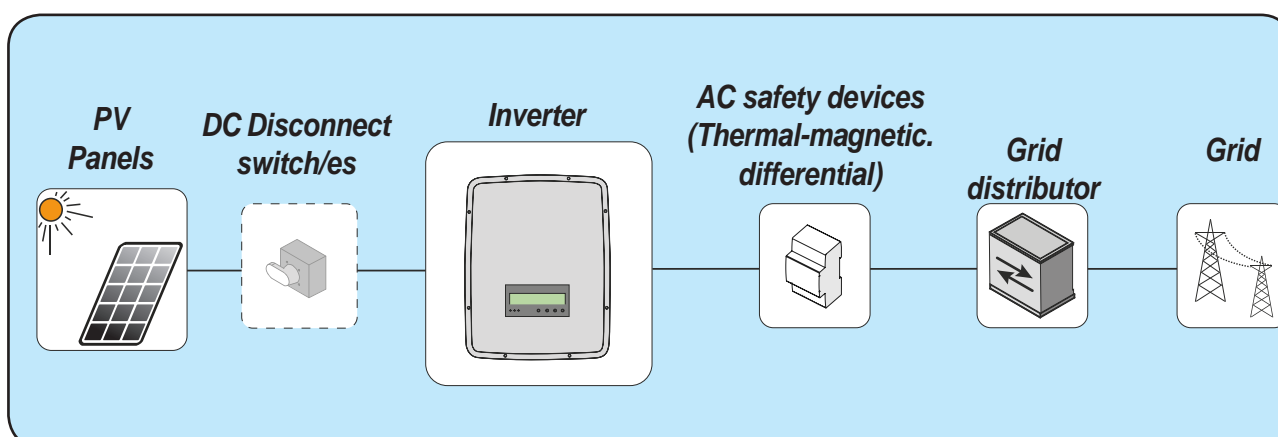 PV
Panels
DC Disconnect
switch/es
Inverter
AC safety devices
(Thermal-magnetic.
differential)
Grid
distributor
Grid